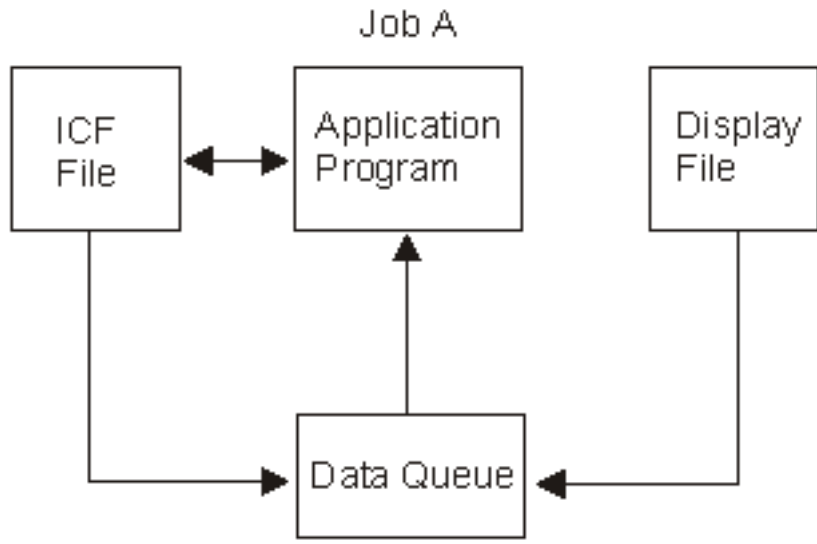 Job A
ICF
File
Application
Program
Display
File
Data Queue